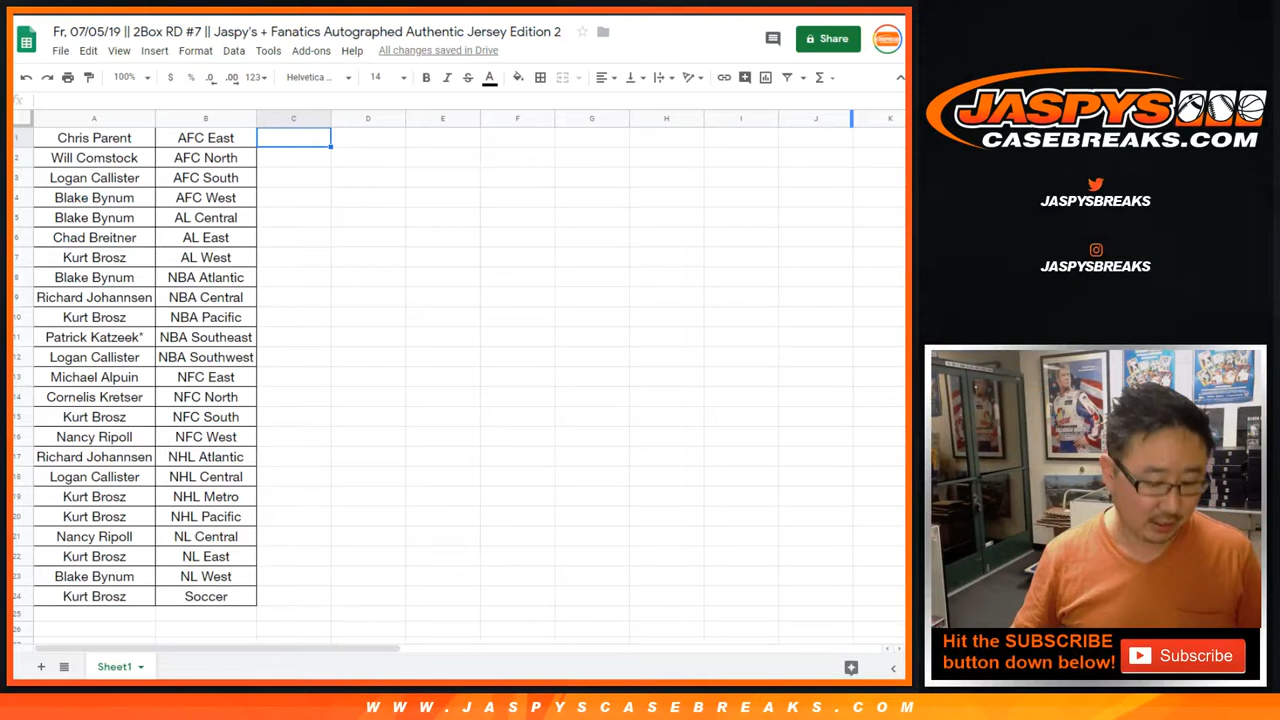 Fr, 07/05/19 || 2Box RD #7 || Jaspy's + Fanatics Autographed Authentic Jersey Edition 2
File Edit View Insert Format Data Tools Add-ons Help All changes saved in Drive
Share
100% $ % .0 .00 123 Helvetica ... 14 B I S A
fx
A B C D E F G H I J K
1 Chris Parent AFC East
2 Will Comstock AFC North
3 Logan Callister AFC South
4 Blake Bynum AFC West
5 Blake Bynum AL Central
6 Chad Breitner AL East
7 Kurt Brosz AL West
8 Blake Bynum NBA Atlantic
9 Richard Johannsen NBA Central
10 Kurt Brosz NBA Pacific
11 Patrick Katzeek* NBA Southeast
12 Logan Callister NBA Southwest
13 Michael Alpuin NFC East
14 Cornelis Kretser NFC North
15 Kurt Brosz NFC South
16 Nancy Ripoll NFC West
17 Richard Johannsen NHL Atlantic
18 Logan Callister NHL Central
19 Kurt Brosz NHL Metro
20 Kurt Brosz NHL Pacific
21 Nancy Ripoll NL Central
22 Kurt Brosz NL East
23 Blake Bynum NL West
24 Kurt Brosz Soccer
25
26
Sheet1
JASPYS
CASEBREAKS.COM
JASPYSBREAKS
JASPYSBREAKS
Hit the SUBSCRIBE
button down below!
Subscribe
WWW.JASPYSCASEBREAKS.COM